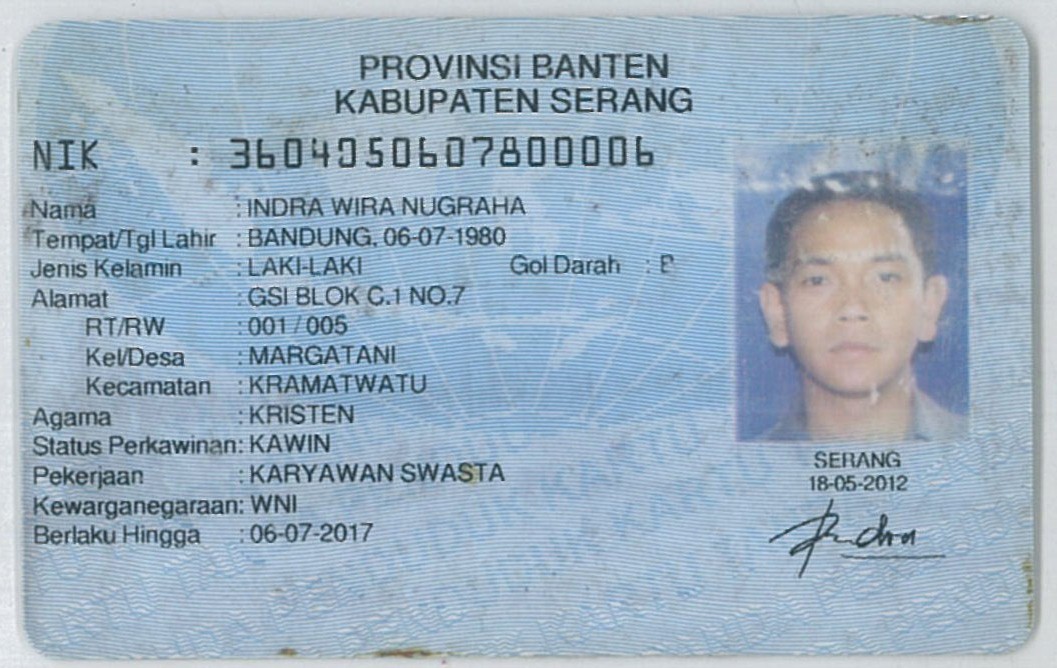 PROVINSI BANTEN
KABUPATEN SERANG
NIK : 3604050607800006
Nama : INDRA WIRA NUGRAHA
Tempat/Tgl Lahir : BANDUNG, 06-07-1980
Jenis Kelamin : LAKI-LAKI Gol Darah :
Alamat : GSI BLOK C.1 NO.7
RT/RW : 001 / 005
Kel/Desa : MARGATANI
Kecamatan : KRAMATWATU
Agama : KRISTEN
Status Perkawinan: KAWIN
Pekerjaan : KARYAWAN SWASTA
Kewarganegaraan: WNI
Berlaku Hingga : 06-07-2017
SERANG
18-05-2012